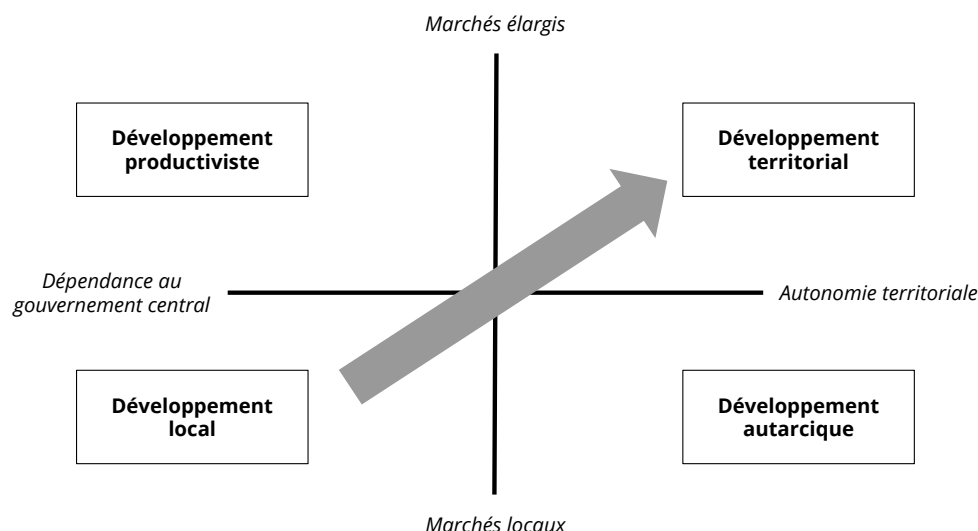 Marchés élargis
Développement
productiviste
Développement
territorial
Dépendance au
gouvernement central
Autonomie territoriale
Développement
local
Développement
autarcique
Marchés locaux